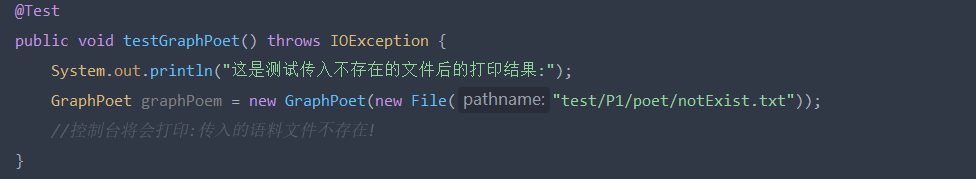 @Test
public void testGraphPoet() throws IOException {
System.out.println("这是测试传入不存在的文件后的打印结果:");
GraphPoet graphPoem = new GraphPoet(new File( pathname: "test/P1/poet/notExist.txt"));
//控制台将会打印:传入的语料文件不存在!
}